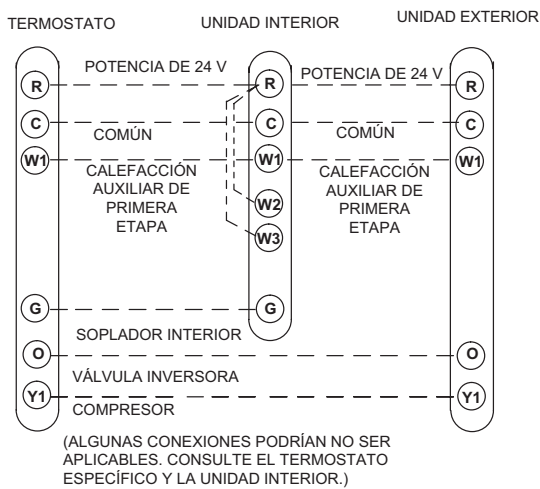 TERMOSTATO
UNIDAD INTERIOR
UNIDAD EXTERIOR
POTENCIA DE 24 V
POTENCIA DE 24 V
R
R
R
C
C
C
COMÚN
COMÚN
W1
W1
W1
CALEFACCIÓN
AUXILIAR DE
PRIMERA
ETAPA
CALEFACCIÓN
AUXILIAR DE
PRIMERA
ETAPA
W2
W3
G
G
SOPLADOR INTERIOR
O
O
VÁLVULA INVERSORA
Y1
Y1
COMPRESOR
(ALGUNAS CONEXIONES PODRÍAN NO SER
APLICABLES. CONSULTE EL TERMOSTATO
ESPECÍFICO Y LA UNIDAD INTERIOR.)